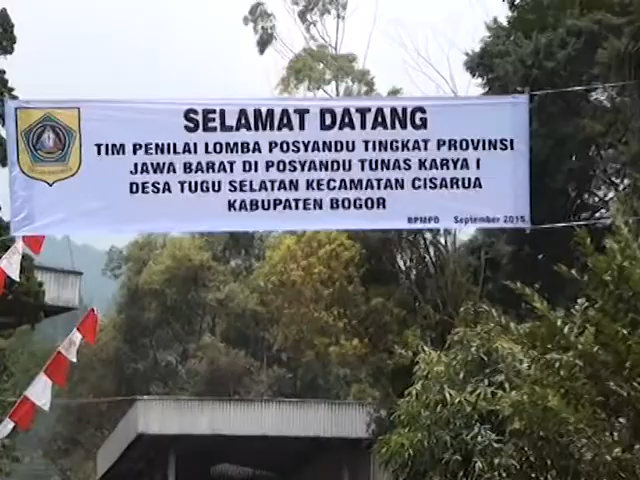 SELAMAT DATANG
TIM PENILAI LOMBA POSYANDU TINGKAT PROVINSI
JAWA BARAT DI POSYANDU TUNAS KARYA I
DESA TUGU SELATAN KECAMATAN CISARUA
KABUPATEN BOGOR
BPMPD September 2015